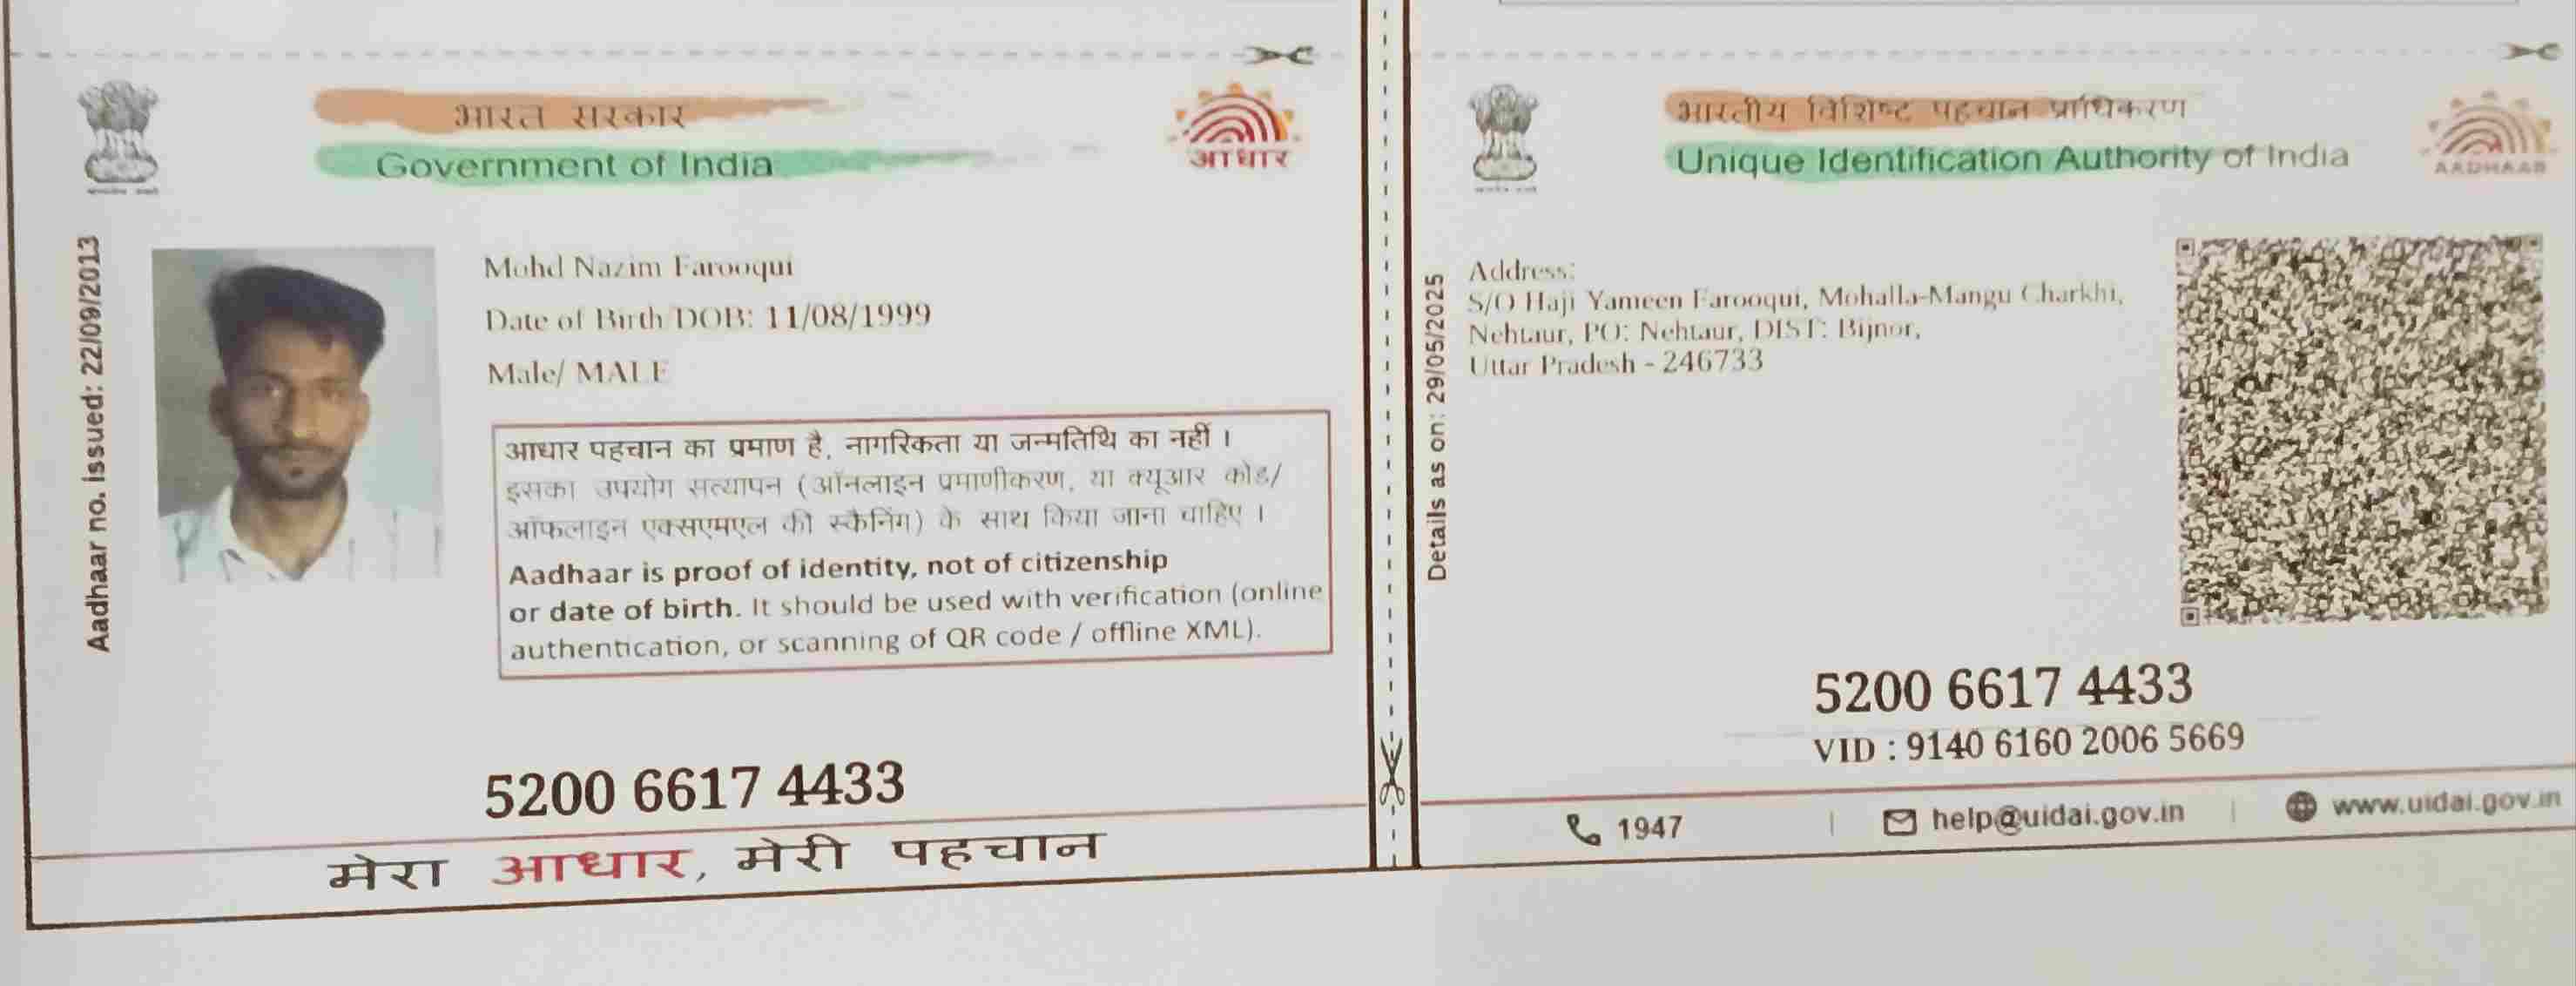 भारत सरकार
Government of India
आधार
Aadhaar no. issued: 22/09/2013
Mohd Nazim Farooqui
Date of Birth/DOB: 11/08/1999
Male/ MALE
आधार पहचान का प्रमाण है, नागरिकता या जन्मतिथि का नहीं ।
इसका उपयोग सत्यापन (ऑनलाइन प्रमाणीकरण, या क्यूआर कोड/
ऑफलाइन एक्सएमएल की स्कैनिंग) के साथ किया जाना चाहिए ।
Aadhaar is proof of identity, not of citizenship
or date of birth. It should be used with verification (online
authentication, or scanning of QR code / offline XML).
5200 6617 4433
मेरा आधार, मेरी पहचान
भारतीय विशिष्ट पहचान प्राधिकरण
Unique Identification Authority of India
AADHAAR
Details as on: 29/05/2025
Address:
S/O Haji Yameen Farooqui, Mohalla-Mangu Charkhi,
Nehtaur, PO: Nehtaur, DIST: Bijnor,
Uttar Pradesh - 246733
5200 6617 4433
VID : 9140 6160 2006 5669
1947
help@uidai.gov.in
www.uidai.gov.in